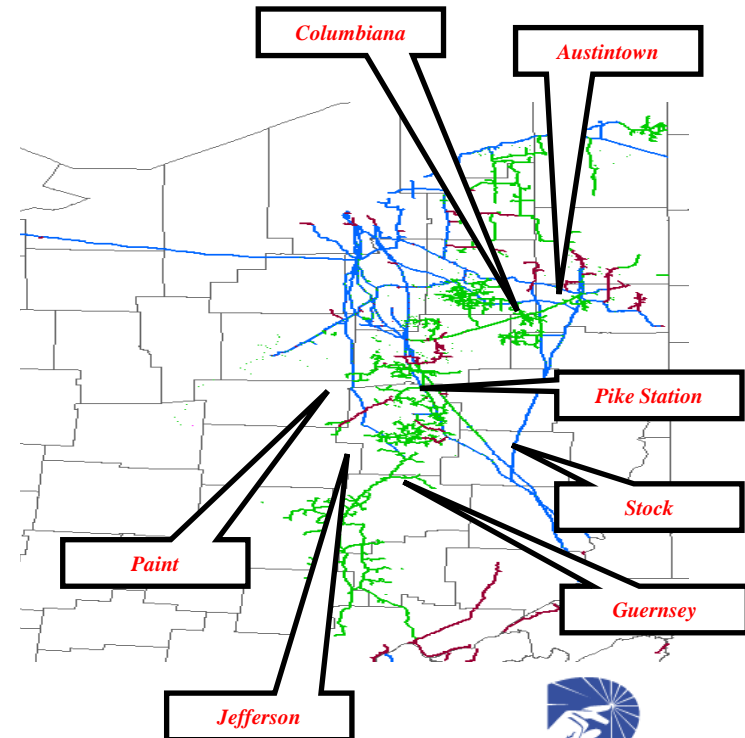 Columbiana
Austintown
Pike Station
Stock
Paint
Guernsey
Jefferson